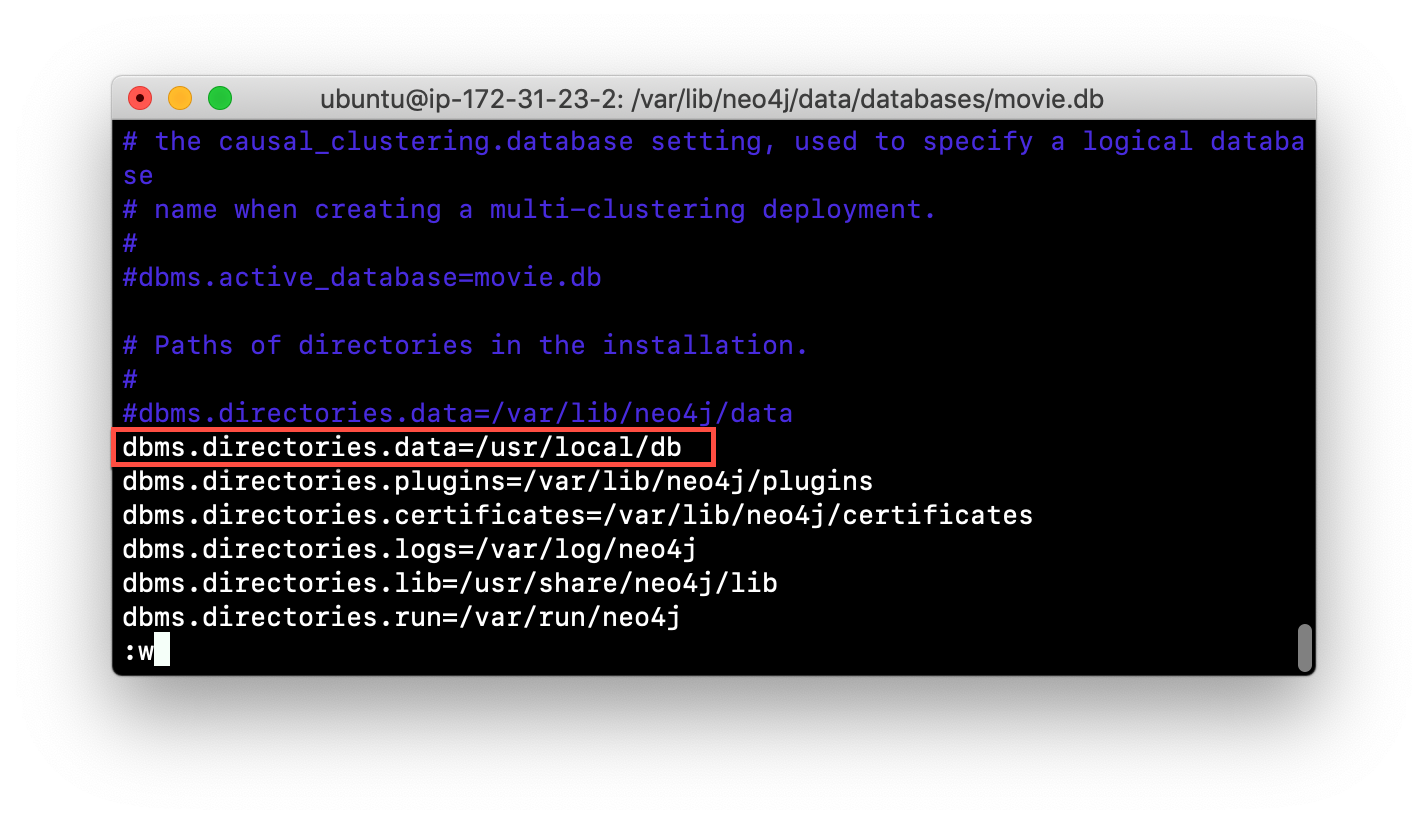 ubuntu@ip-172-31-23-2: /var/lib/neo4j/data/databases/movie.db
# the causal_clustering.database setting, used to specify a logical databa
se
# name when creating a multi-clustering deployment.
#
#dbms.active_database=movie.db
# Paths of directories in the installation.
#
#dbms.directories.data=/var/lib/neo4j/data
dbms.directories.data=/usr/local/db
dbms.directories.plugins=/var/lib/neo4j/plugins
dbms.directories.certificates=/var/lib/neo4j/certificates
dbms.directories.logs=/var/log/neo4j
dbms.directories.lib=/usr/share/neo4j/lib
dbms.directories.run=/var/run/neo4j
:w